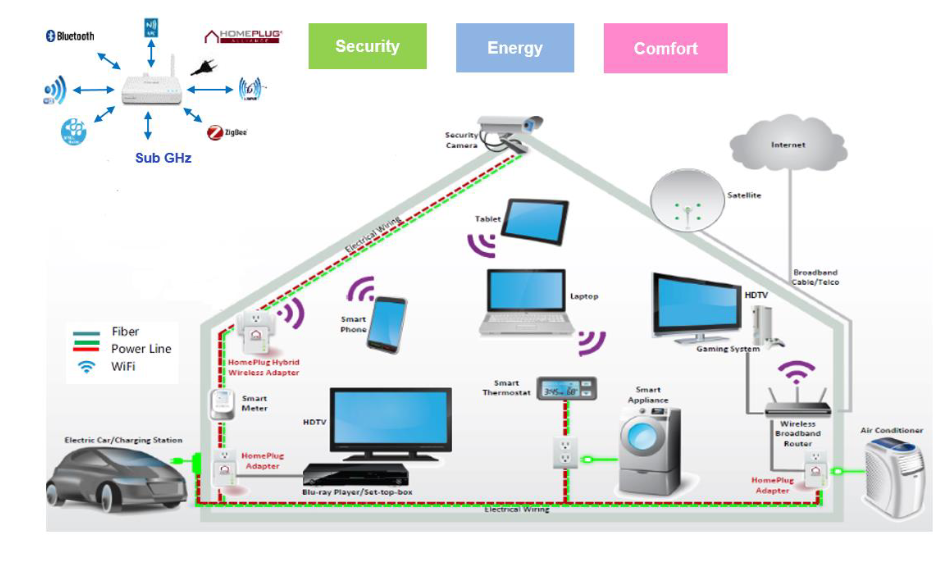 Bluetooth
N
HOMEPLUG
ALLIANCE
Security
Energy
Comfort
ZigBee
Sub GHz
Security
Camera
Internet
Satellite
Tablet
Electrical Wiring
Broadband
Cable/Telco
HDTV
Laptop
Smart
Phone
Gaming System
Fiber
Power Line
WiFi
HomePlug Hybrid
Wireless Adapter
Smart
Meter
Smart
Thermostat
Smart
Appliance
HDTV
Wireless
Broadband
Router
Air Conditioner
Electric Car/Charging Station
HomePlug
Adapter
HomePlug
Adapter
Blu-ray Player/Set-top-box
Electrical Wiring